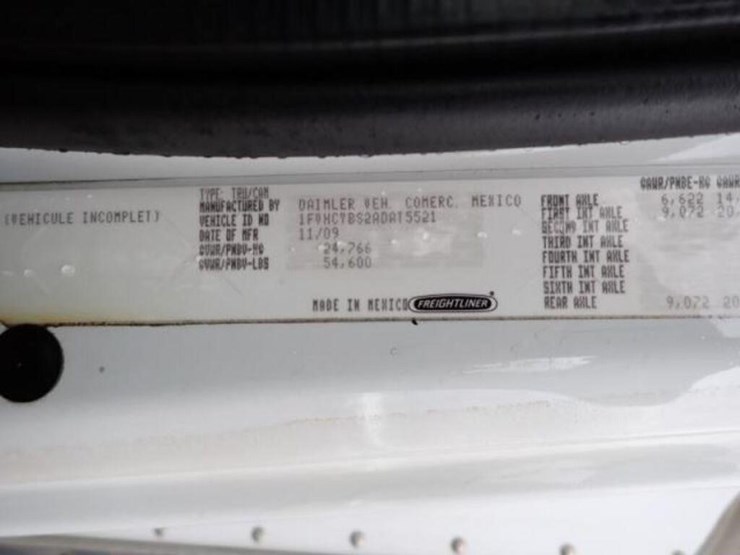 (VEHICULE INCOMPLET)
TYPE: TRU/CAM
MANUFACTURED BY DAIMLER VEH. COMERC. MEXICO
VEHICLE ID NO
DATE OF MFR 11/09
GVWR/PNBV-KG 24,766
GVWR/PNBV-LBS 54,600
MADE IN MEXICO FREIGHTLINER
GAWR/PNBE-KG GAWR
FRONT AXLE 6,622 14,
FIRST INT AXLE 9,072 20,
SECOND INT AXLE
THIRD INT AXLE
FOURTH INT AXLE
FIFTH INT AXLE
SIXTH INT AXLE
REAR AXLE 9,072 20